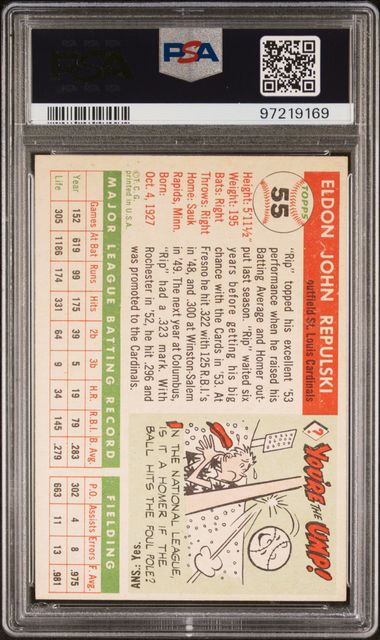 PSA
PSA
97219169
TOPPS
55
ELDON JOHN REPULSKI
outfield St. Louis Cardinals
Height: 5'11½
Weight: 195
Bats: Right
Throws: Right
Home: Sauk
Rapids, Minn.
Born:
Oct. 4, 1927
©T.C.G.
printed in U.S.A.
"Rip" topped his excellent '53
performance when he raised his
Batting Average and Homer out-
put last season. "Rip" waited six
years before getting his big
chance with the Cards in '53. At
Fresno he hit .322 with 125 R.B.I.'s
in '48, and .300 at Winston-Salem
in '49. The next year at Columbus,
"Rip" had a .323 mark. With
Rochester in '52, he hit .296 and
was promoted to the Cardinals.
?
YOU'RE THE UMP!
IN THE NATIONAL LEAGUE,
IS IT A HOMER IF THE
BALL HITS THE FOUL POLE?
ANS.: Yes.
MAJOR LEAGUE BATTING RECORD
Games At Bat Runs Hits 2b 3b H.R. R.B.I. B. Avg.
Year 152 619 99 175 39 5 19 79 .283
Life 305 1186 174 331 64 9 34 145 .279
FIELDING
P.O. Assists Errors F. Avg.
302 4 8 .975
663 11 13 .981